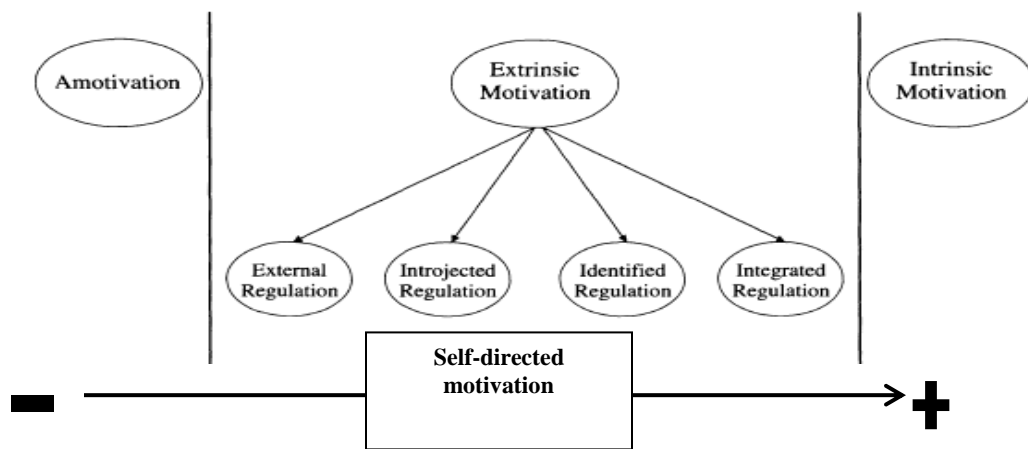 Amotivation
Extrinsic
Motivation
Intrinsic
Motivation
External
Regulation
Introjected
Regulation
Identified
Regulation
Integrated
Regulation
Self-directed
motivation
- +